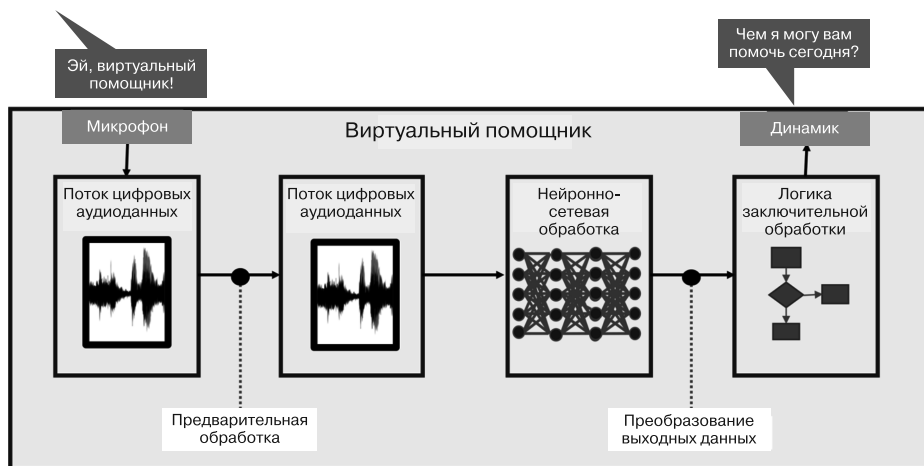 Эй, виртуальный
помощник!
Чем я могу вам
помочь сегодня?
Микрофон
Виртуальный помощник
Динамик
Поток цифровых
аудиоданных
Поток цифровых
аудиоданных
Нейронно-
сетевая
обработка
Логика
заключительной
обработки
Предварительная
обработка
Преобразование
выходных данных